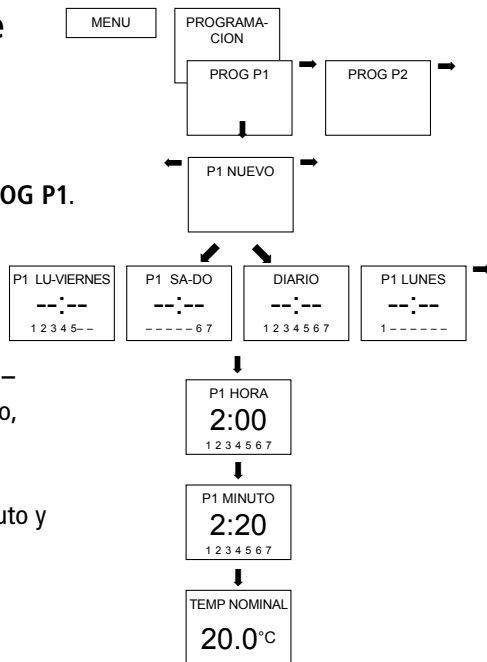 e
MENU
PROGRAMA-
CION
PROG P1
PROG P2
P1 NUEVO
OG P1.
P1 LU-VIERNES
--:--
1 2 3 4 5 – –
P1 SA-DO
--:--
– – – – – 6 7
DIARIO
--:--
1 2 3 4 5 6 7
P1 LUNES
--:--
1 – – – – – –
–
o,
P1 HORA
2:00
1 2 3 4 5 6 7
uto y
P1 MINUTO
2:20
1 2 3 4 5 6 7
TEMP NOMINAL
20.0°C